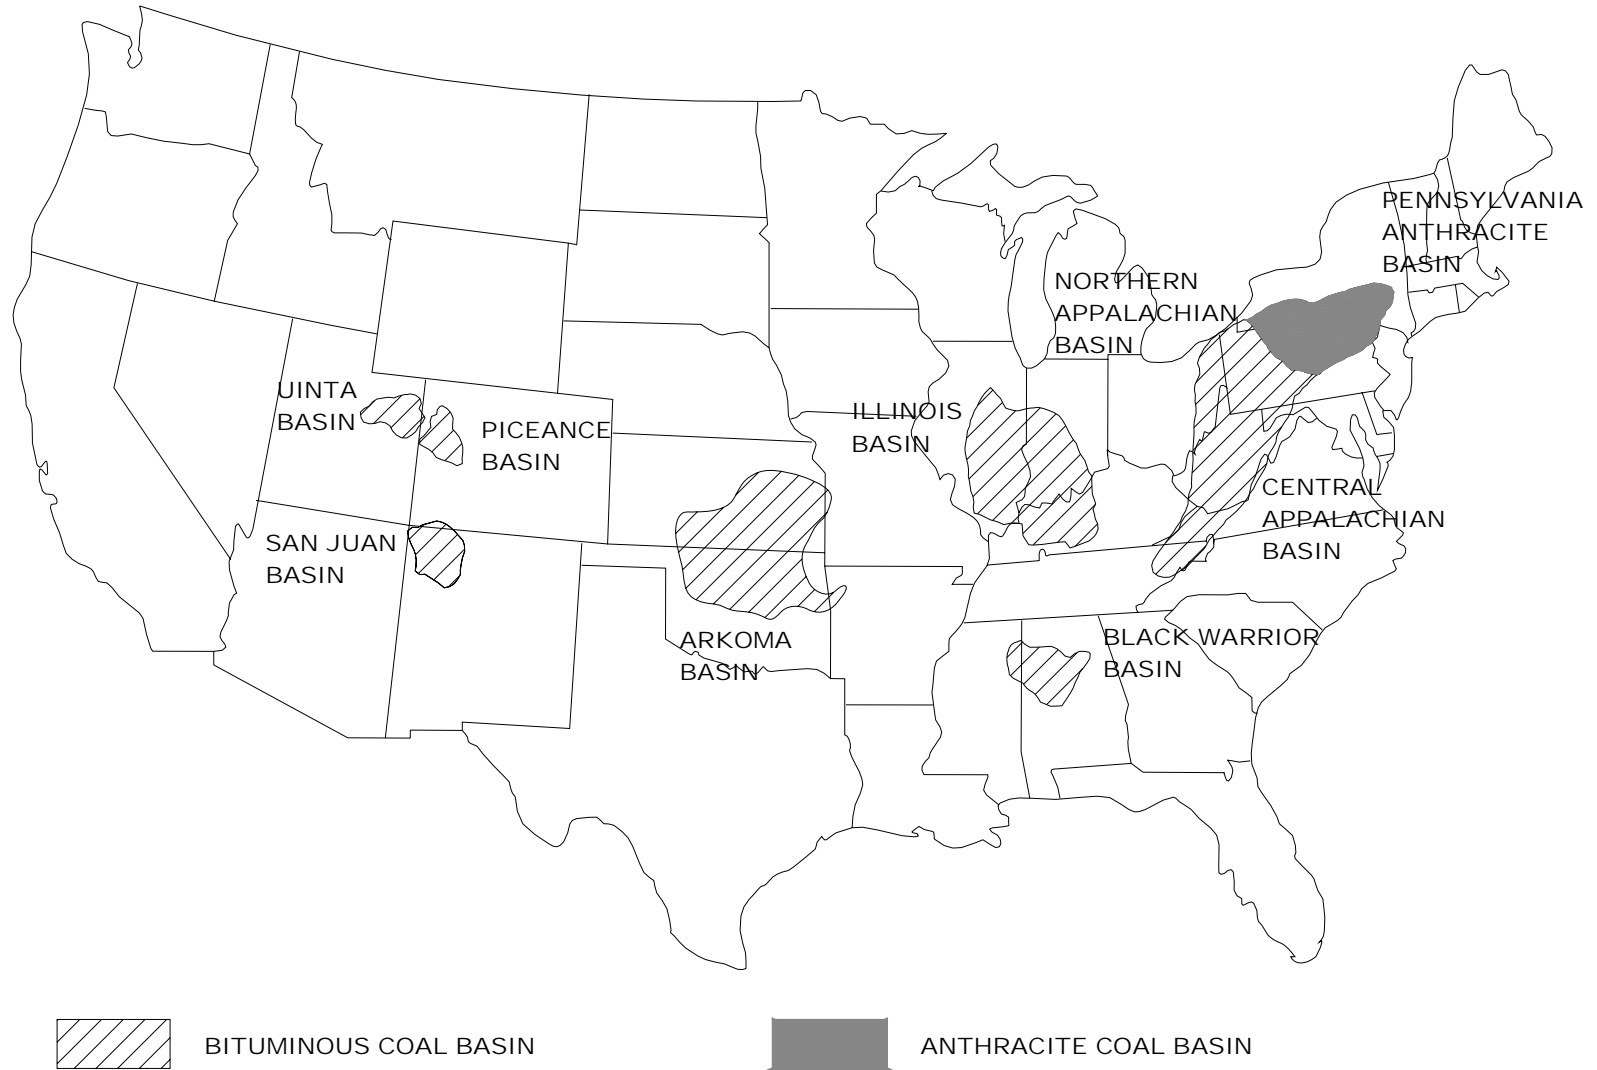 PENNSYLVANIA
ANTHRACITE
BASIN
NORTHERN
APPALACHIAN
BASIN
UINTA
BASIN
PICEANCE
BASIN
ILLINOIS
BASIN
CENTRAL
APPALACHIAN
BASIN
SAN JUAN
BASIN
ARKOMA
BASIN
BLACK WARRIOR
BASIN
BITUMINOUS COAL BASIN
ANTHRACITE COAL BASIN